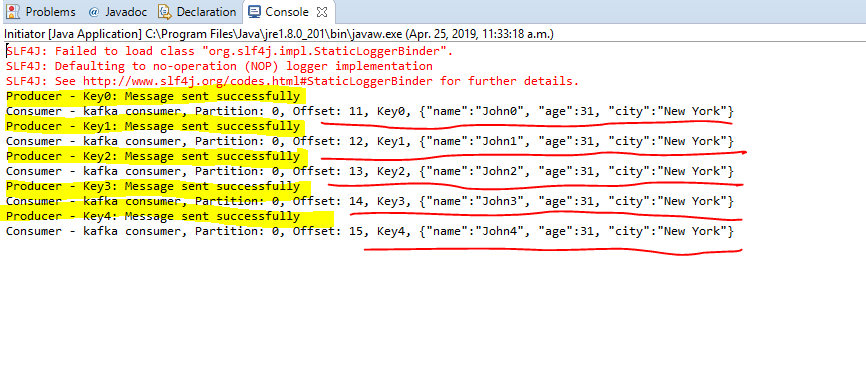 Problems @ Javadoc Declaration Console
Initiator [Java Application] C:\Program Files\Java\jre1.8.0_201\bin\javaw.exe (Apr. 25, 2019, 11:33:18 a.m.)
SLF4J: Failed to load class "org.slf4j.impl.StaticLoggerBinder".
SLF4J: Defaulting to no-operation (NOP) logger implementation
SLF4J: See http://www.slf4j.org/codes.html#StaticLoggerBinder for further details.
Producer - Key0: Message sent successfully
Consumer - kafka consumer, Partition: 0, Offset: 11, Key0, {"name":"John0", "age":31, "city":"New York"}
Producer - Key1: Message sent successfully
Consumer - kafka consumer, Partition: 0, Offset: 12, Key1, {"name":"John1", "age":31, "city":"New York"}
Producer - Key2: Message sent successfully
Consumer - kafka consumer, Partition: 0, Offset: 13, Key2, {"name":"John2", "age":31, "city":"New York"}
Producer - Key3: Message sent successfully
Consumer - kafka consumer, Partition: 0, Offset: 14, Key3, {"name":"John3", "age":31, "city":"New York"}
Producer - Key4: Message sent successfully
Consumer - kafka consumer, Partition: 0, Offset: 15, Key4, {"name":"John4", "age":31, "city":"New York"}